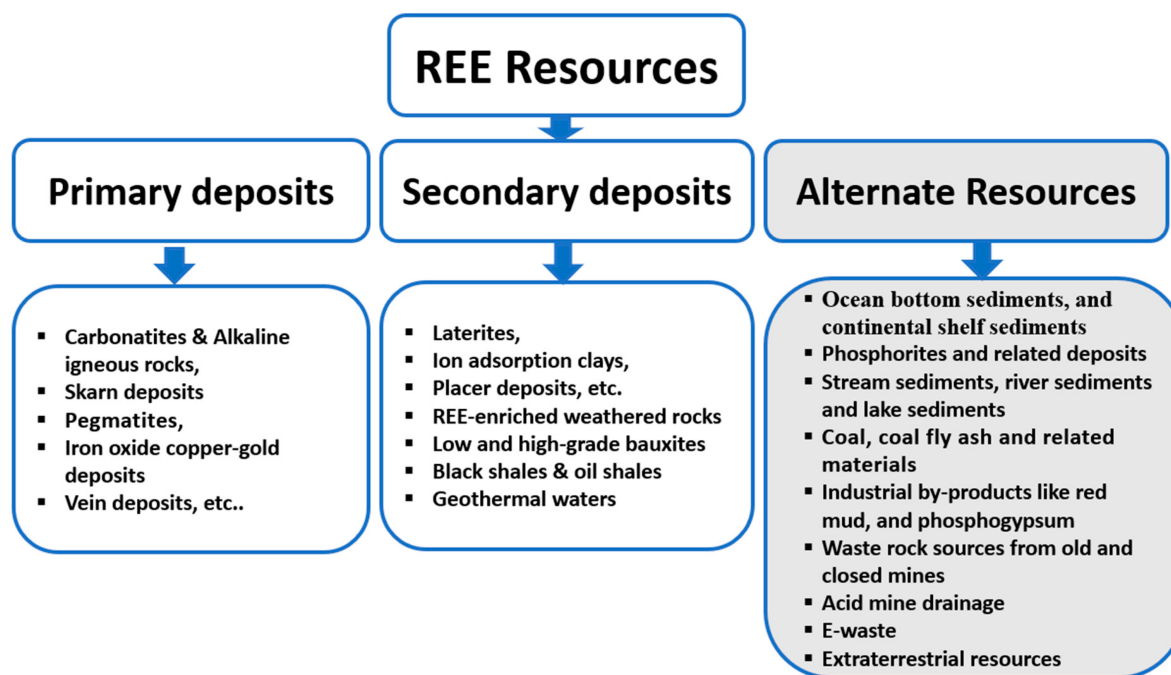 REE Resources
Primary deposits
Secondary deposits
Alternate Resources
▪ Carbonatites & Alkaline
igneous rocks,
▪ Skarn deposits
▪ Pegmatites,
▪ Iron oxide copper-gold
deposits
▪ Vein deposits, etc..
▪ Laterites,
▪ Ion adsorption clays,
▪ Placer deposits, etc.
▪ REE-enriched weathered rocks
▪ Low and high-grade bauxites
▪ Black shales & oil shales
▪ Geothermal waters
▪ Ocean bottom sediments, and
continental shelf sediments
▪ Phosphorites and related deposits
▪ Stream sediments, river sediments
and lake sediments
▪ Coal, coal fly ash and related
materials
▪ Industrial by-products like red
mud, and phosphogypsum
▪ Waste rock sources from old and
closed mines
▪ Acid mine drainage
▪ E-waste
▪ Extraterrestrial resources